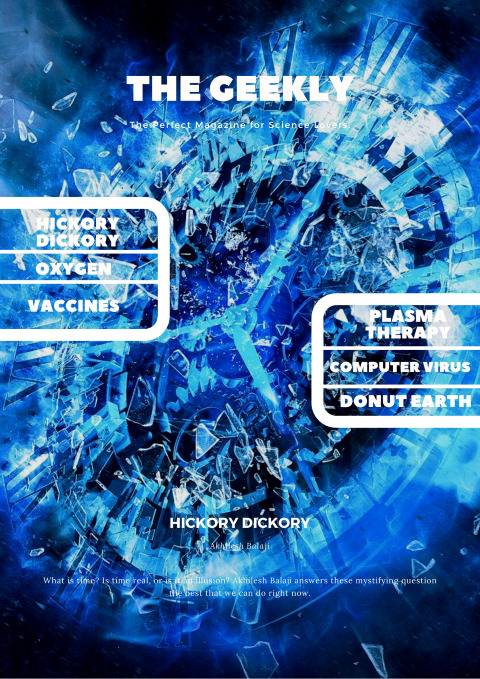 THE GEEKLY
The Perfect Magazine for Science Lovers
HICKORY
DICKORY
OXYGEN
VACCINES
PLASMA
THERAPY
COMPUTER VIRUS
DONUT EARTH
HICKORY DICKORY
Akhilesh Balaji
What is time? Is time real, or is it an illusion? Akhilesh Balaji answers these mystifying question
the best that we can do right now.